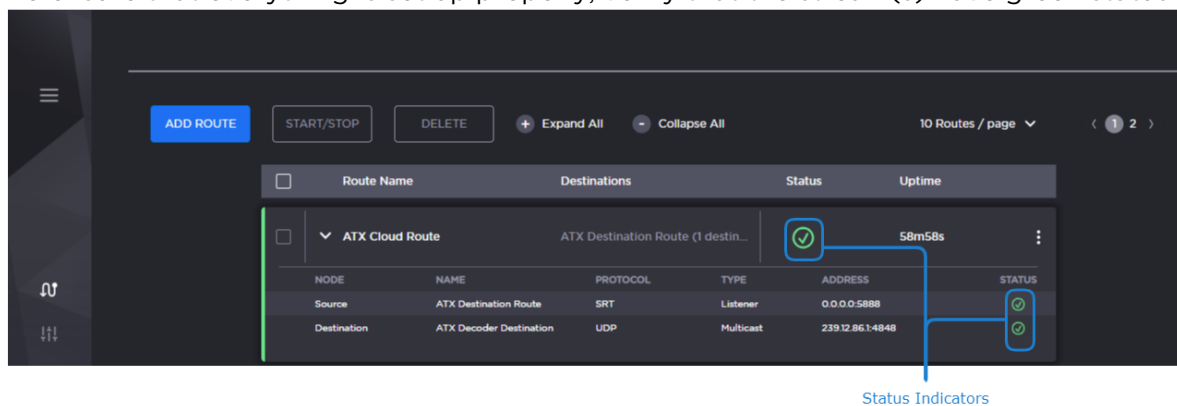 ADD ROUTE START/STOP DELETE + Expand All - Collapse All 10 Routes / page 1 2
Route Name Destinations Status Uptime
ATX Cloud Route ATX Destination Route (1 destin... 58m58s
NODE NAME PROTOCOL TYPE ADDRESS STATUS
Source ATX Destination Route SRT Listener 0.0.0.0:5888
Destination ATX Decoder Destination UDP Multicast 239.12.86.1:4848
Status Indicators